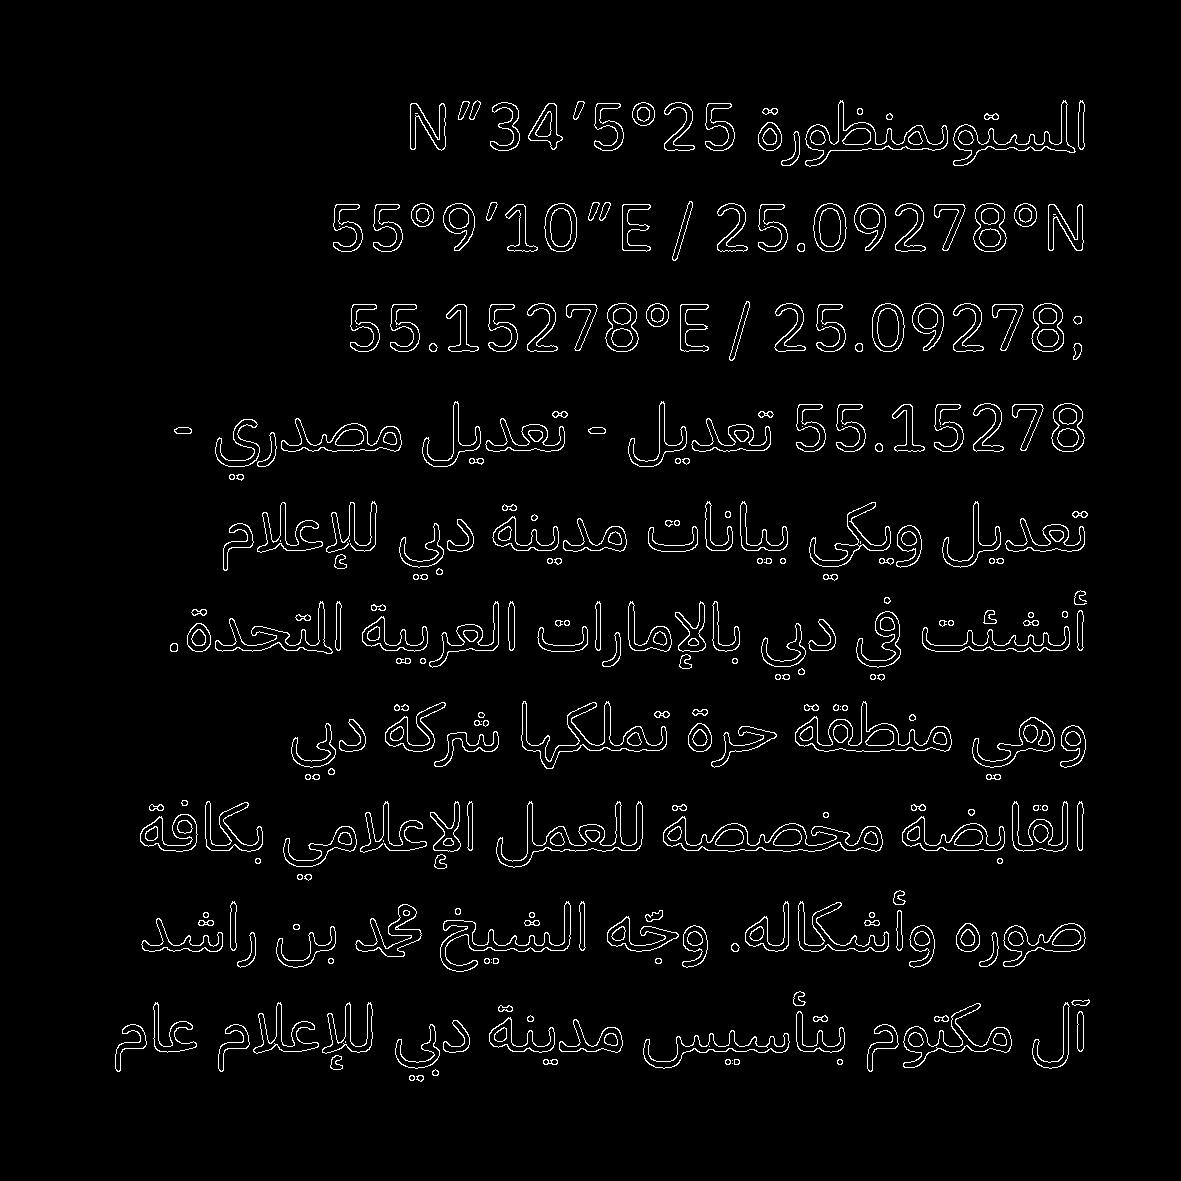 المستوىمنظورة 25°5′34″N
55°9′10″E / 25.09278°N
55.15278°E / 25.09278;
55.15278 تعديل - تعديل مصدري -
تعديل ويكي بيانات مدينة دبي للإعلام
أنشئت في دبي بالإمارات العربية المتحدة.
وهي منطقة حرة تملكها شركة دبي
القابضة مخصصة للعمل الإعلامي بكافة
صوره وأشكاله. وجّه الشيخ محمد بن راشد
آل مكتوم بتأسيس مدينة دبي للإعلام عام